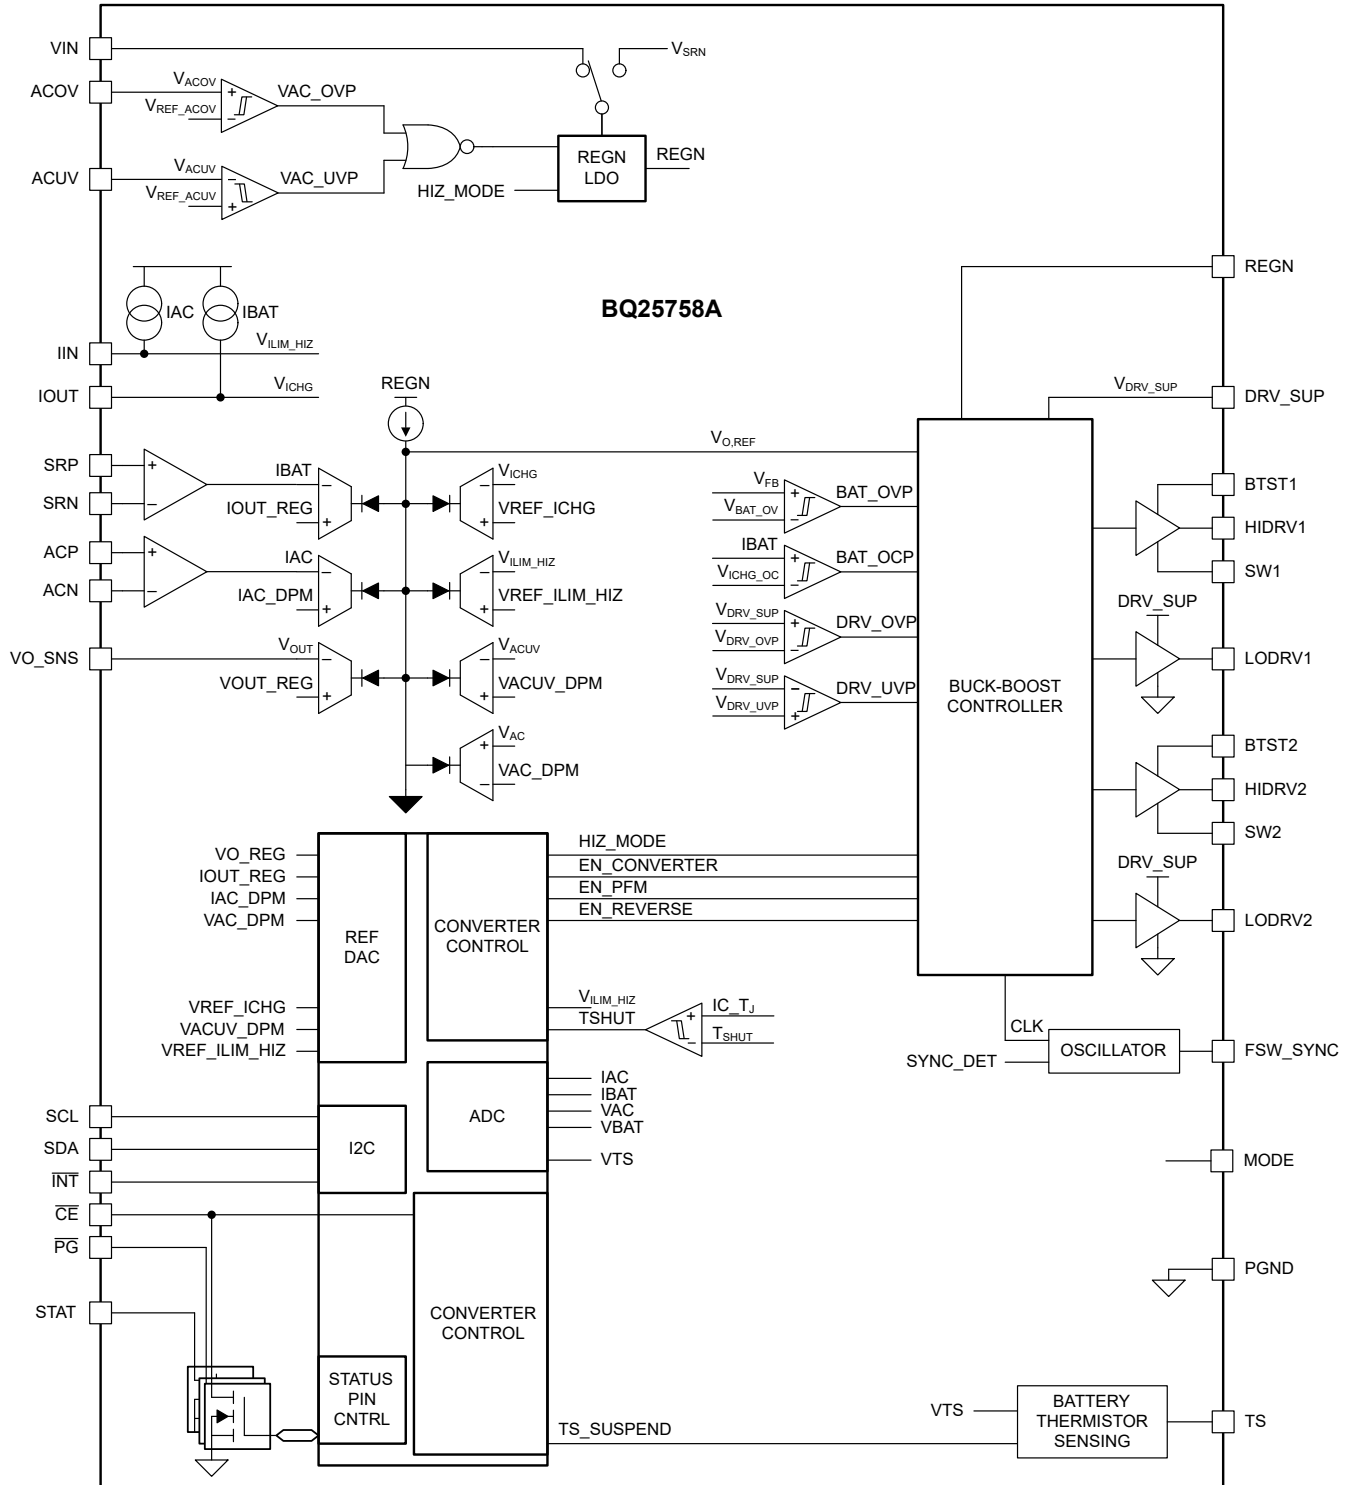 VIN
VSRN
ACOV
VACOV
+
VREF_ACOV
−
VAC_OVP
ACUV
VACUV
−
VREF_ACUV
+
VAC_UVP
HIZ_MODE
REGN
LDO
REGN
IAC
IBAT
BQ25758A
REGN
IIN
VILIM_HIZ
IOUT
VICHG
REGN
VDRV_SUP
DRV_SUP
VO,REF
SRP
+
SRN
−
IBAT
−
IOUT_REG
+
VICHG
−
VREF_ICHG
+
ACP
+
ACN
−
IAC
−
IAC_DPM
+
VILIM_HIZ
−
VREF_ILIM_HIZ
+
VO_SNS
VOUT
−
VOUT_REG
+
VACUV
−
VACUV_DPM
+
VAC
+
VAC_DPM
−
VFB
+
VBAT_OV
−
BAT_OVP
IBAT
+
VICHG_OC
−
BAT_OCP
VDRV_SUP
+
VDRV_OVP
−
DRV_OVP
VDRV_SUP
−
VDRV_UVP
+
DRV_UVP
BUCK-BOOST
CONTROLLER
BTST1
HIDRV1
SW1
DRV_SUP
LODRV1
BTST2
HIDRV2
SW2
DRV_SUP
LODRV2
VO_REG
IOUT_REG
IAC_DPM
VAC_DPM
VREF_ICHG
VACUV_DPM
VREF_ILIM_HIZ
REF
DAC
CONVERTER
CONTROL
HIZ_MODE
EN_CONVERTER
EN_PFM
EN_REVERSE
VILIM_HIZ
TSHUT
IC_TJ
+
TSHUT
−
CLK
SYNC_DET
OSCILLATOR
FSW_SYNC
ADC
IAC
IBAT
VAC
VBAT
VTS
SCL
SDA
INT
I2C
CE
PG
STAT
MODE
PGND
CONVERTER
CONTROL
STATUS
PIN
CNTRL
TS_SUSPEND
VTS
BATTERY
THERMISTOR
SENSING
TS